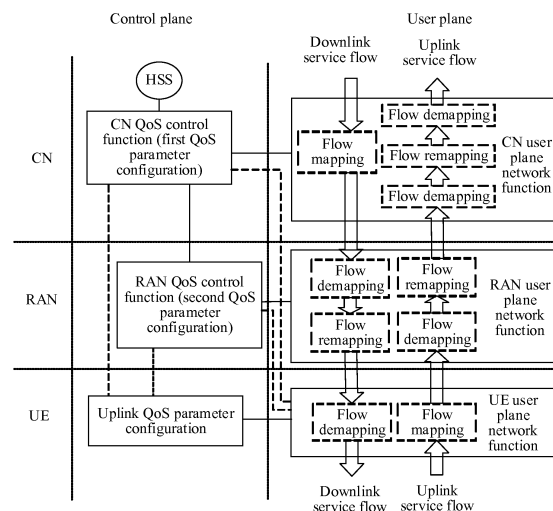 Control plane
User plane
Downlink
service flow
Uplink
service flow
HSS
CN QoS control
function (first QoS
parameter
configuration)
CN
Flow
mapping
Flow demapping
Flow remapping
Flow demapping
CN user
plane
network
function
RAN
RAN QoS control
function (second QoS
parameter
configuration)
Flow
demapping
Flow
remapping
Flow
remapping
Flow
demapping
RAN user
plane
network
function
UE
Uplink QoS parameter
configuration
Flow
demapping
Flow
mapping
UE user
plane
network
function
Downlink
service flow
Uplink
service flow